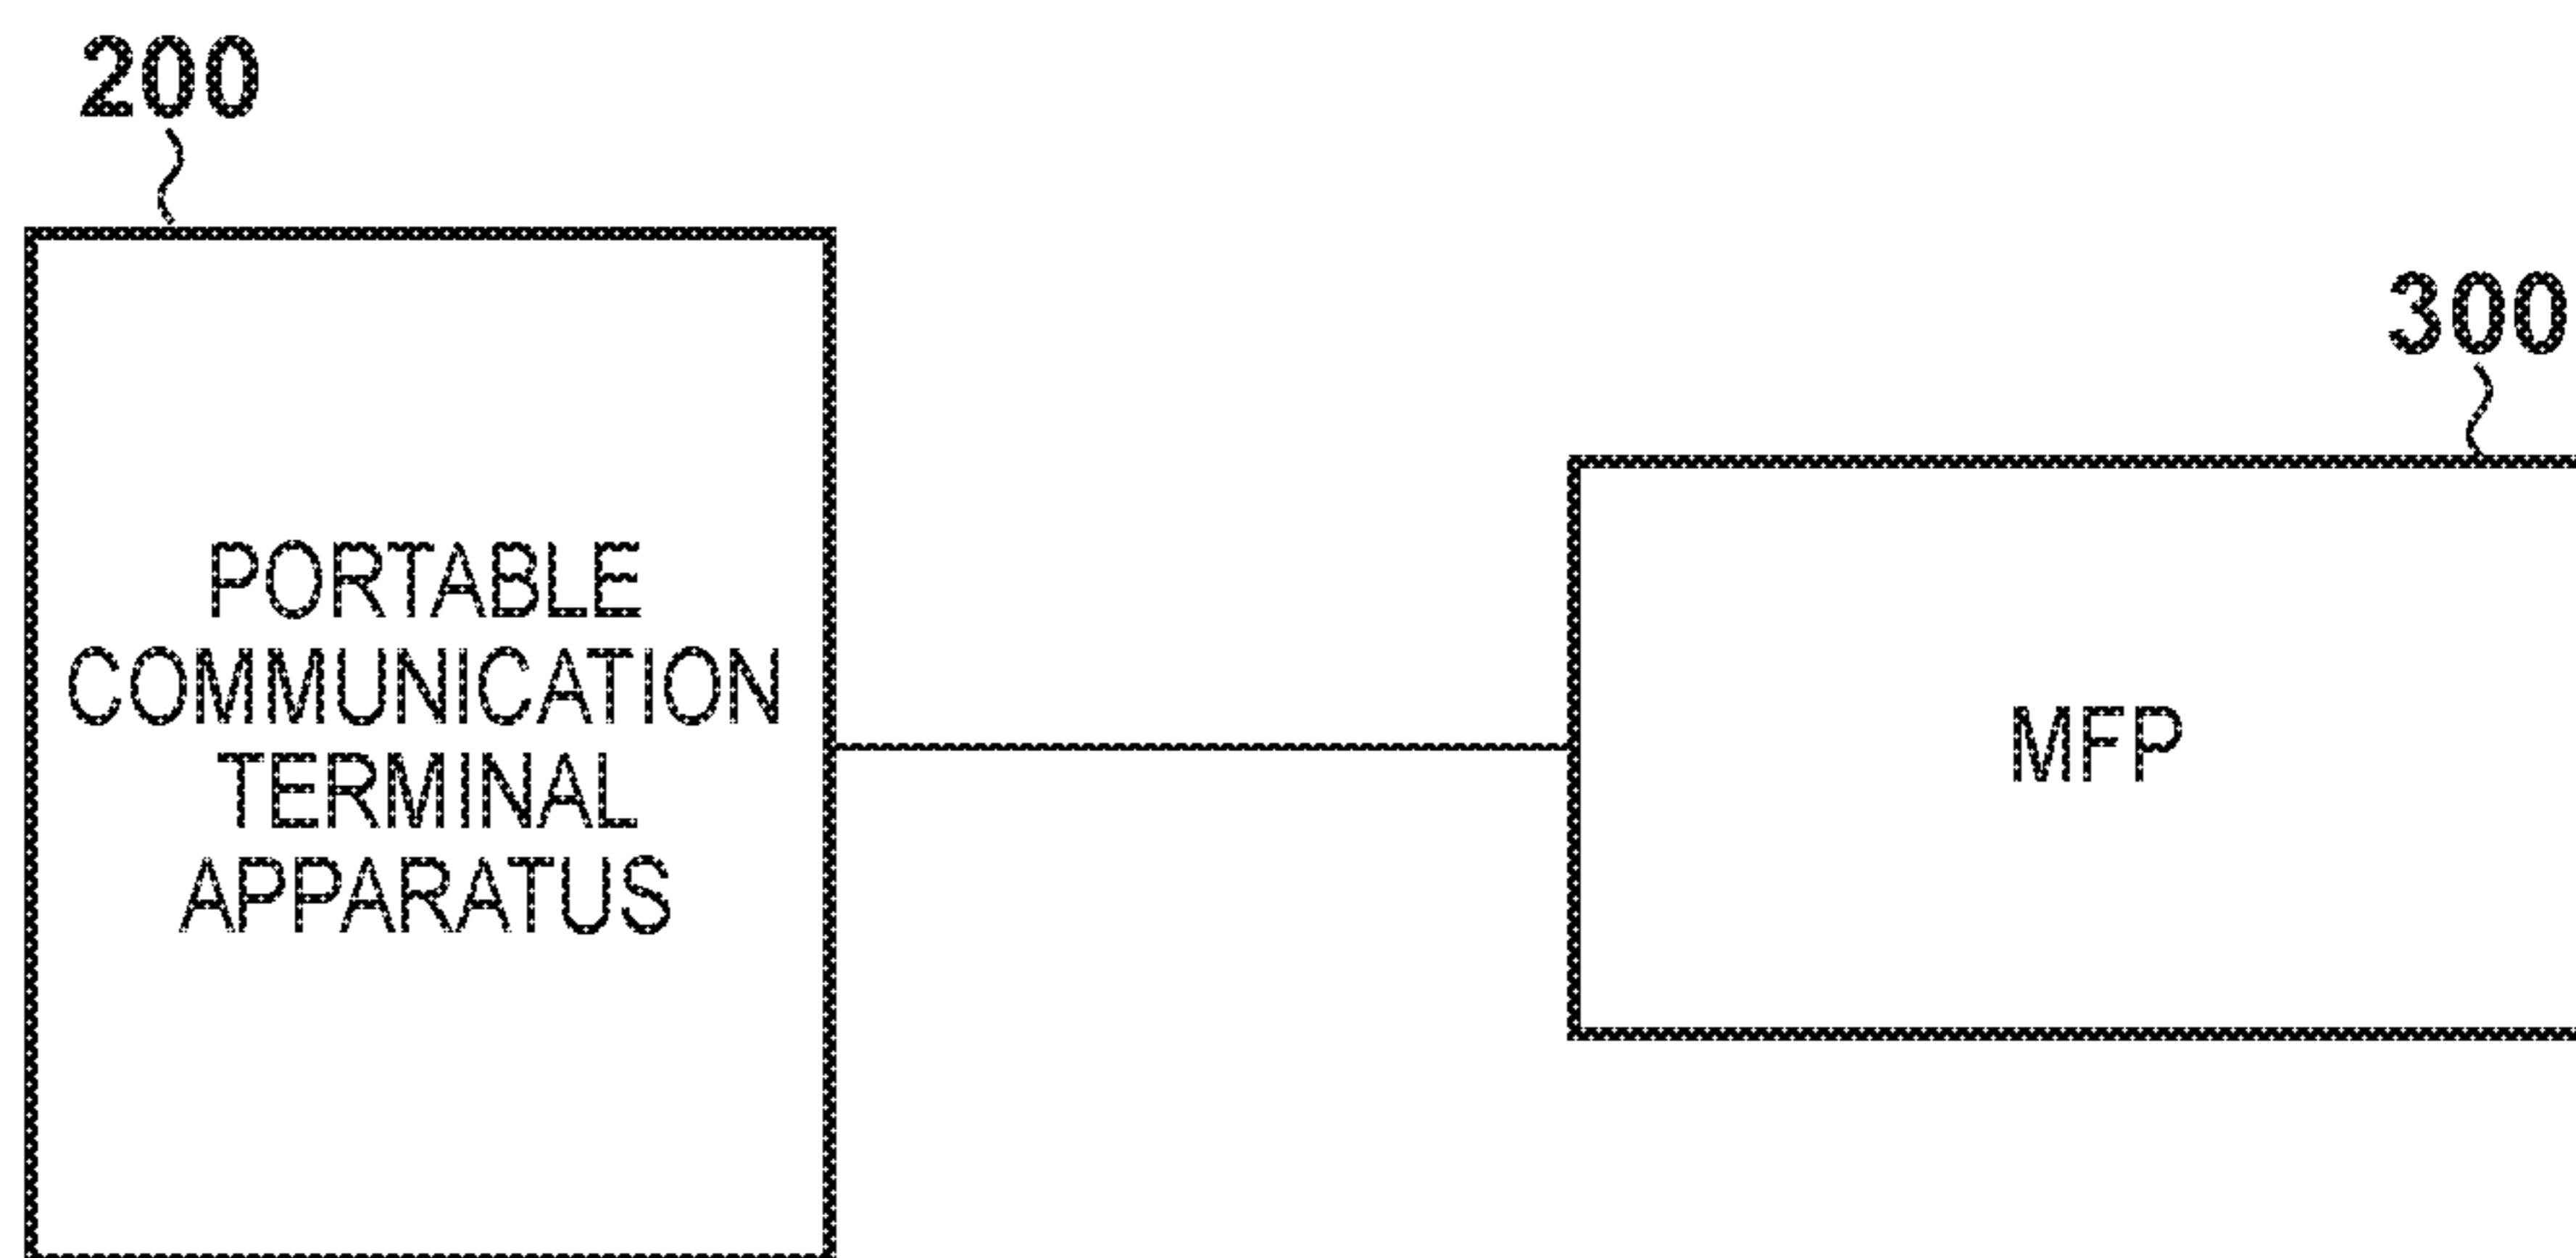 200
300
PORTABLE
COMMUNICATION
TERMINAL
APPARATUS
MFP